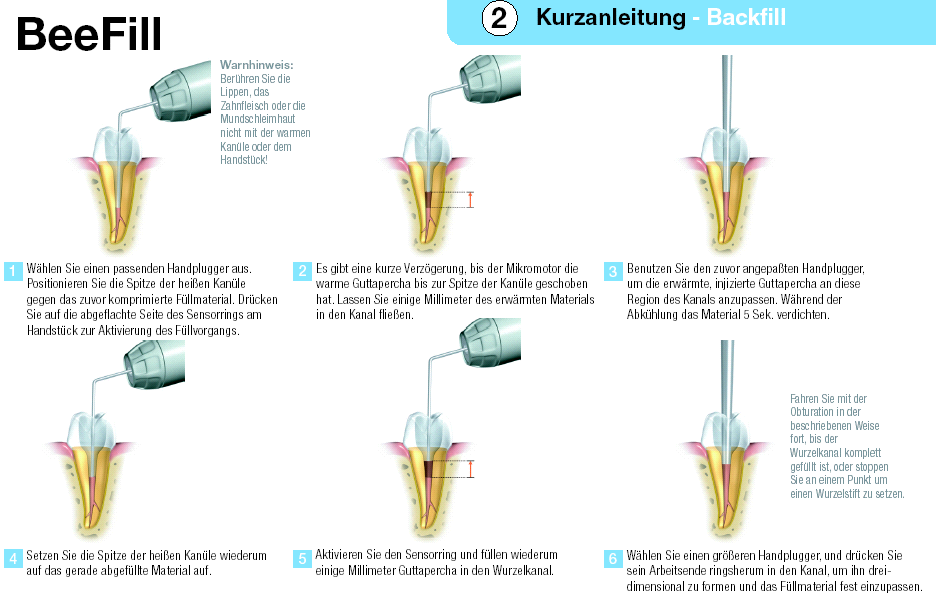 BeeFill
2 Kurzanleitung - Backfill
Warnhinweis:
Berühren Sie die
Lippen, das
Zahnfleisch oder die
Mundschleimhaut
nicht mit der warmen
Kanüle oder dem
Handstück!
1 Wählen Sie einen passenden Handplugger aus.
Positionieren Sie die Spitze der heißen Kanüle
gegen das zuvor komprimierte Füllmaterial. Drücken
Sie auf die abgeflachte Seite des Sensorrings am
Handstück zur Aktivierung des Füllvorgangs.
2 Es gibt eine kurze Verzögerung, bis der Mikromotor die
warme Guttapercha bis zur Spitze der Kanüle geschoben
hat. Lassen Sie einige Millimeter des erwärmten Materials
in den Kanal fließen.
3 Benutzen Sie den zuvor angepaßten Handplugger,
um die erwärmte, injizierte Guttapercha an diese
Region des Kanals anzupassen. Während der
Abkühlung das Material 5 Sek. verdichten.
4 Setzen Sie die Spitze der heißen Kanüle wiederum
auf das gerade abgefüllte Material auf.
5 Aktivieren Sie den Sensorring und füllen wiederum
einige Millimeter Guttapercha in den Wurzelkanal.
Fahren Sie mit der
Obturation in der
beschriebenen Weise
fort, bis der
Wurzelkanal komplett
gefüllt ist, oder stoppen
Sie an einem Punkt um
einen Wurzelstift zu setzen.
6 Wählen Sie einen größeren Handplugger, und drücken Sie
sein Arbeitsende ringsherum in den Kanal, um ihn drei-
dimensional zu formen und das Füllmaterial fest einzupassen.